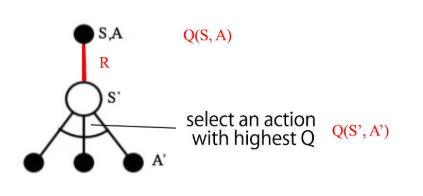 S,A
Q(S, A)
R
S'
select an action
with highest Q
Q(S', A')
A'